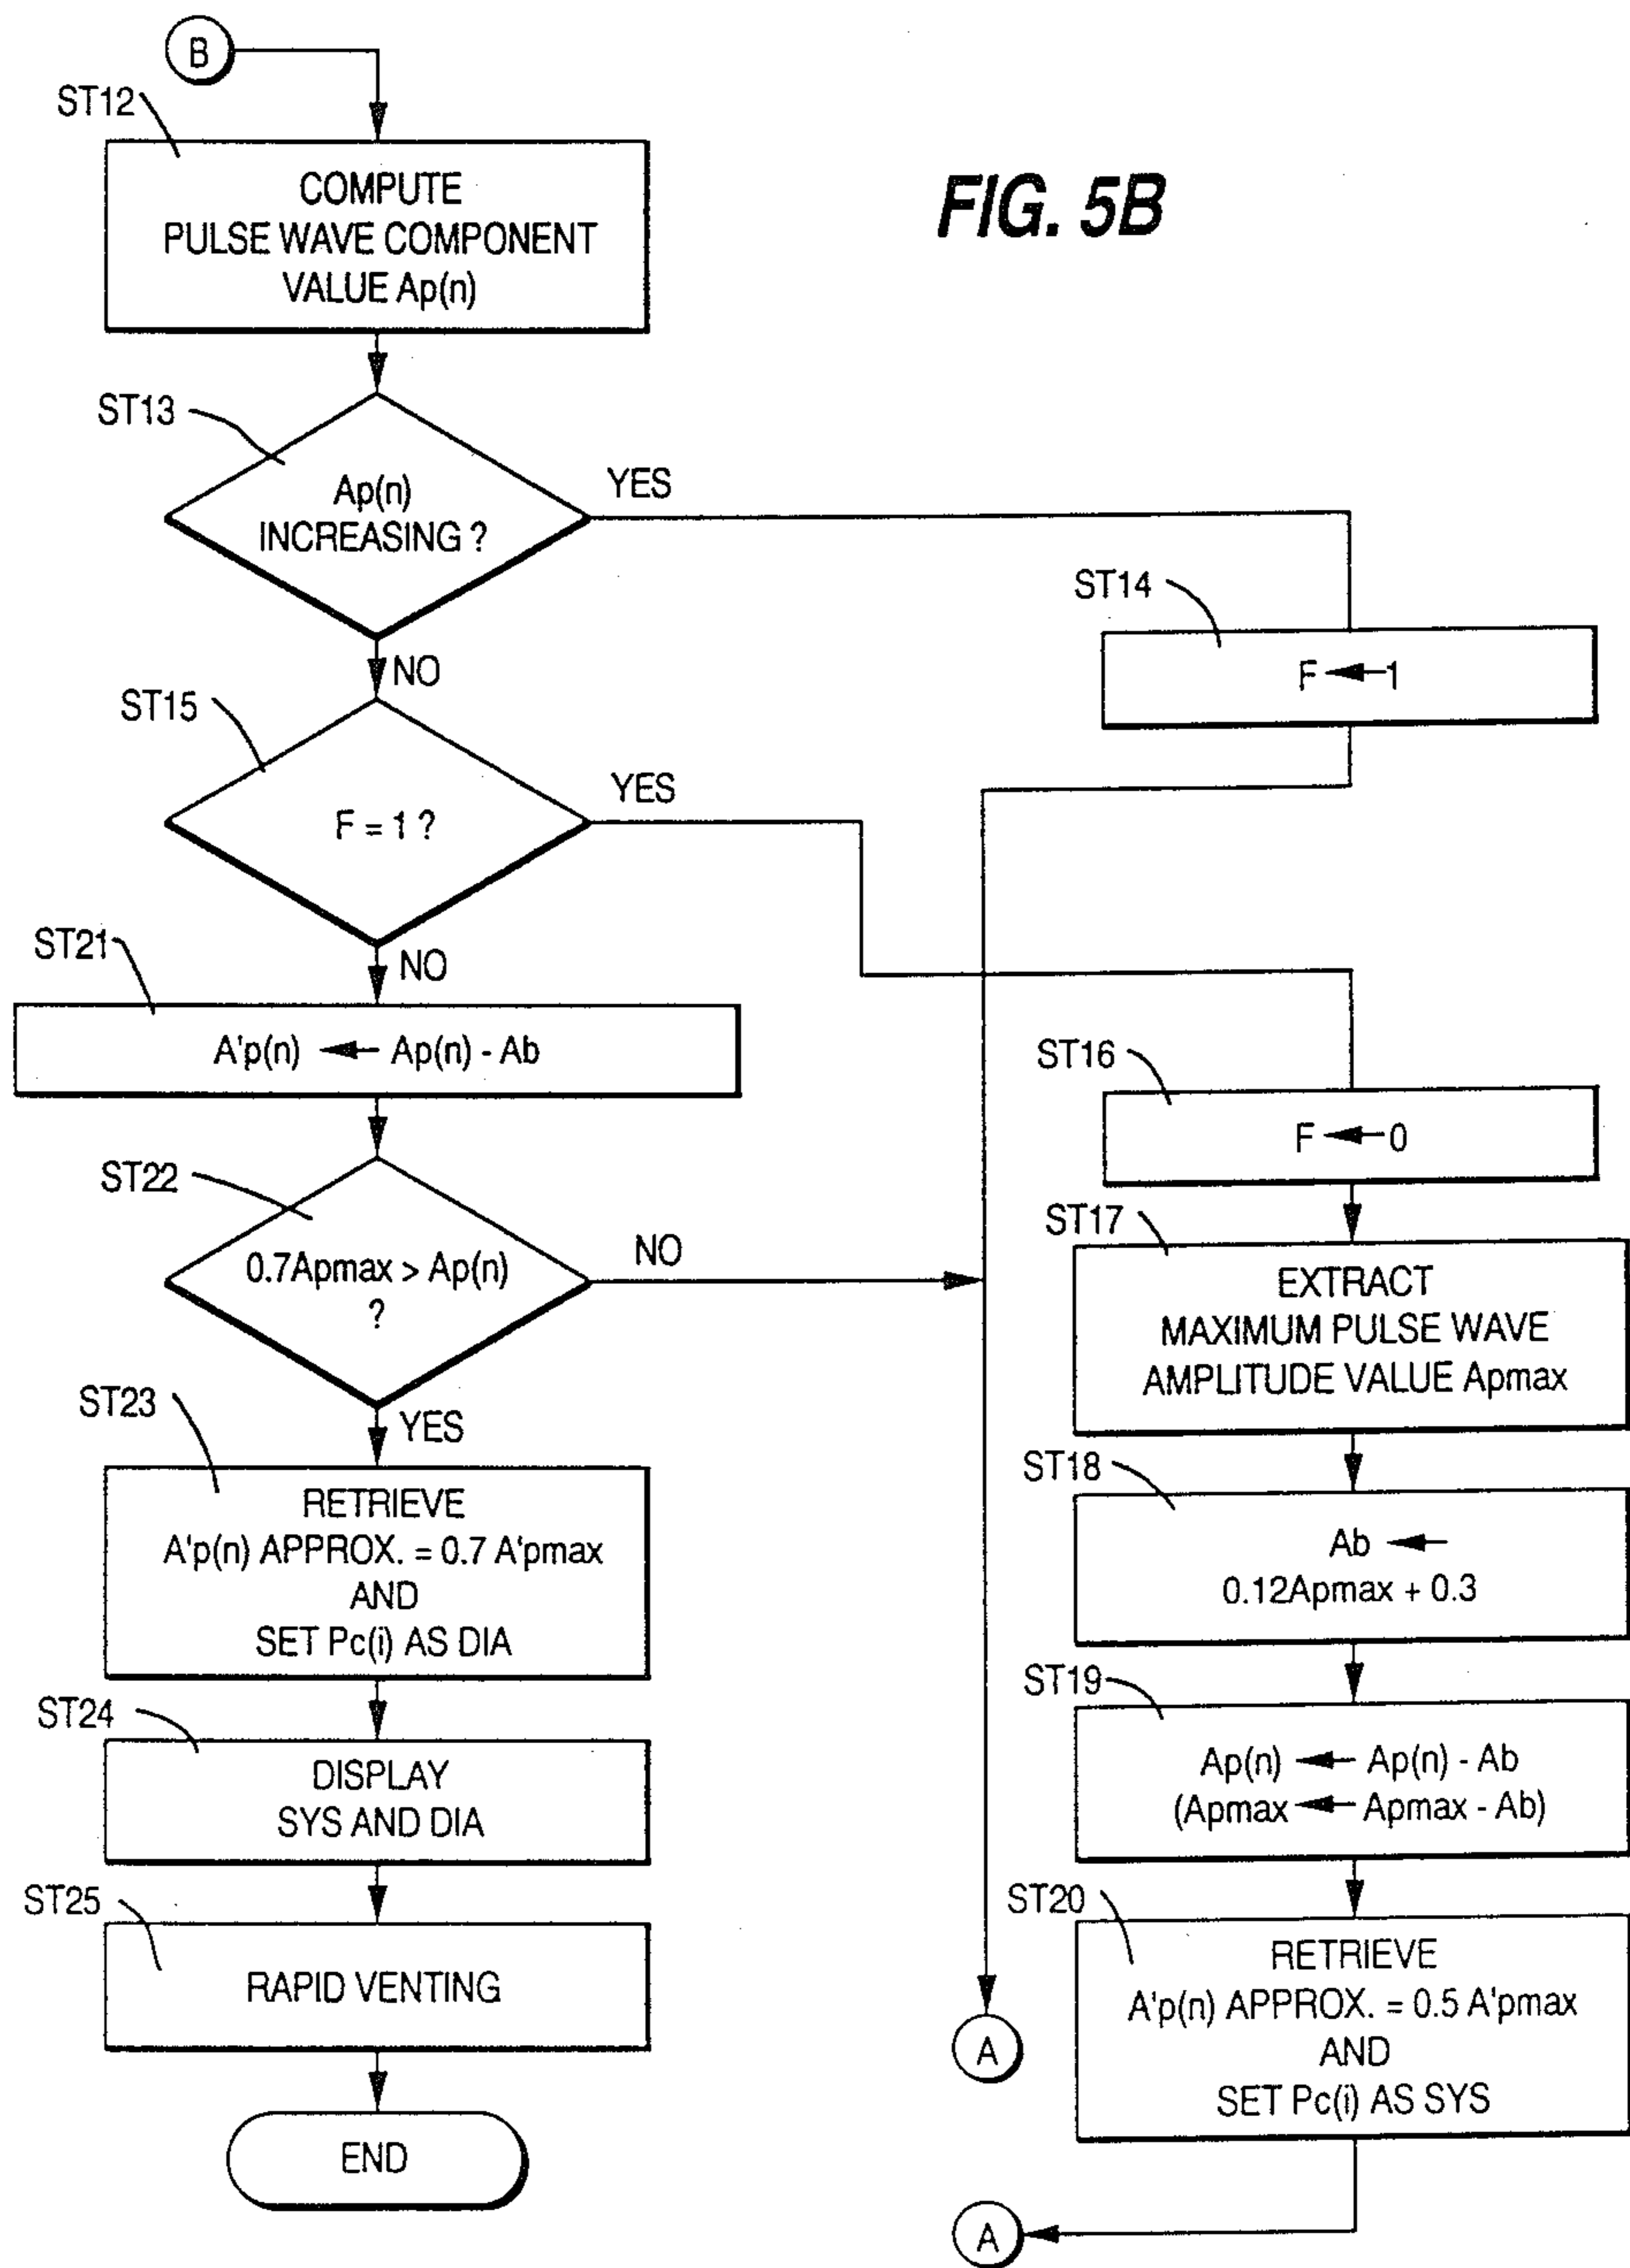 B
ST12
COMPUTE
PULSE WAVE COMPONENT
VALUE Ap(n)
FIG. 5B
ST13
Ap(n)
INCREASING ?
YES
NO
ST14
F ← 1
ST15
F = 1 ?
YES
NO
ST21
A'p(n) ← Ap(n) - Ab
ST22
0.7Apmax > Ap(n)
?
NO
YES
ST23
RETRIEVE
A'p(n) APPROX. = 0.7 A'pmax
AND
SET Pc(i) AS DIA
ST24
DISPLAY
SYS AND DIA
ST25
RAPID VENTING
END
ST16
F ← 0
ST17
EXTRACT
MAXIMUM PULSE WAVE
AMPLITUDE VALUE Apmax
ST18
Ab ←
0.12Apmax + 0.3
ST19
Ap(n) ← Ap(n) - Ab
(Apmax ← Apmax - Ab)
ST20
RETRIEVE
A'p(n) APPROX. = 0.5 A'pmax
AND
SET Pc(i) AS SYS
A
A